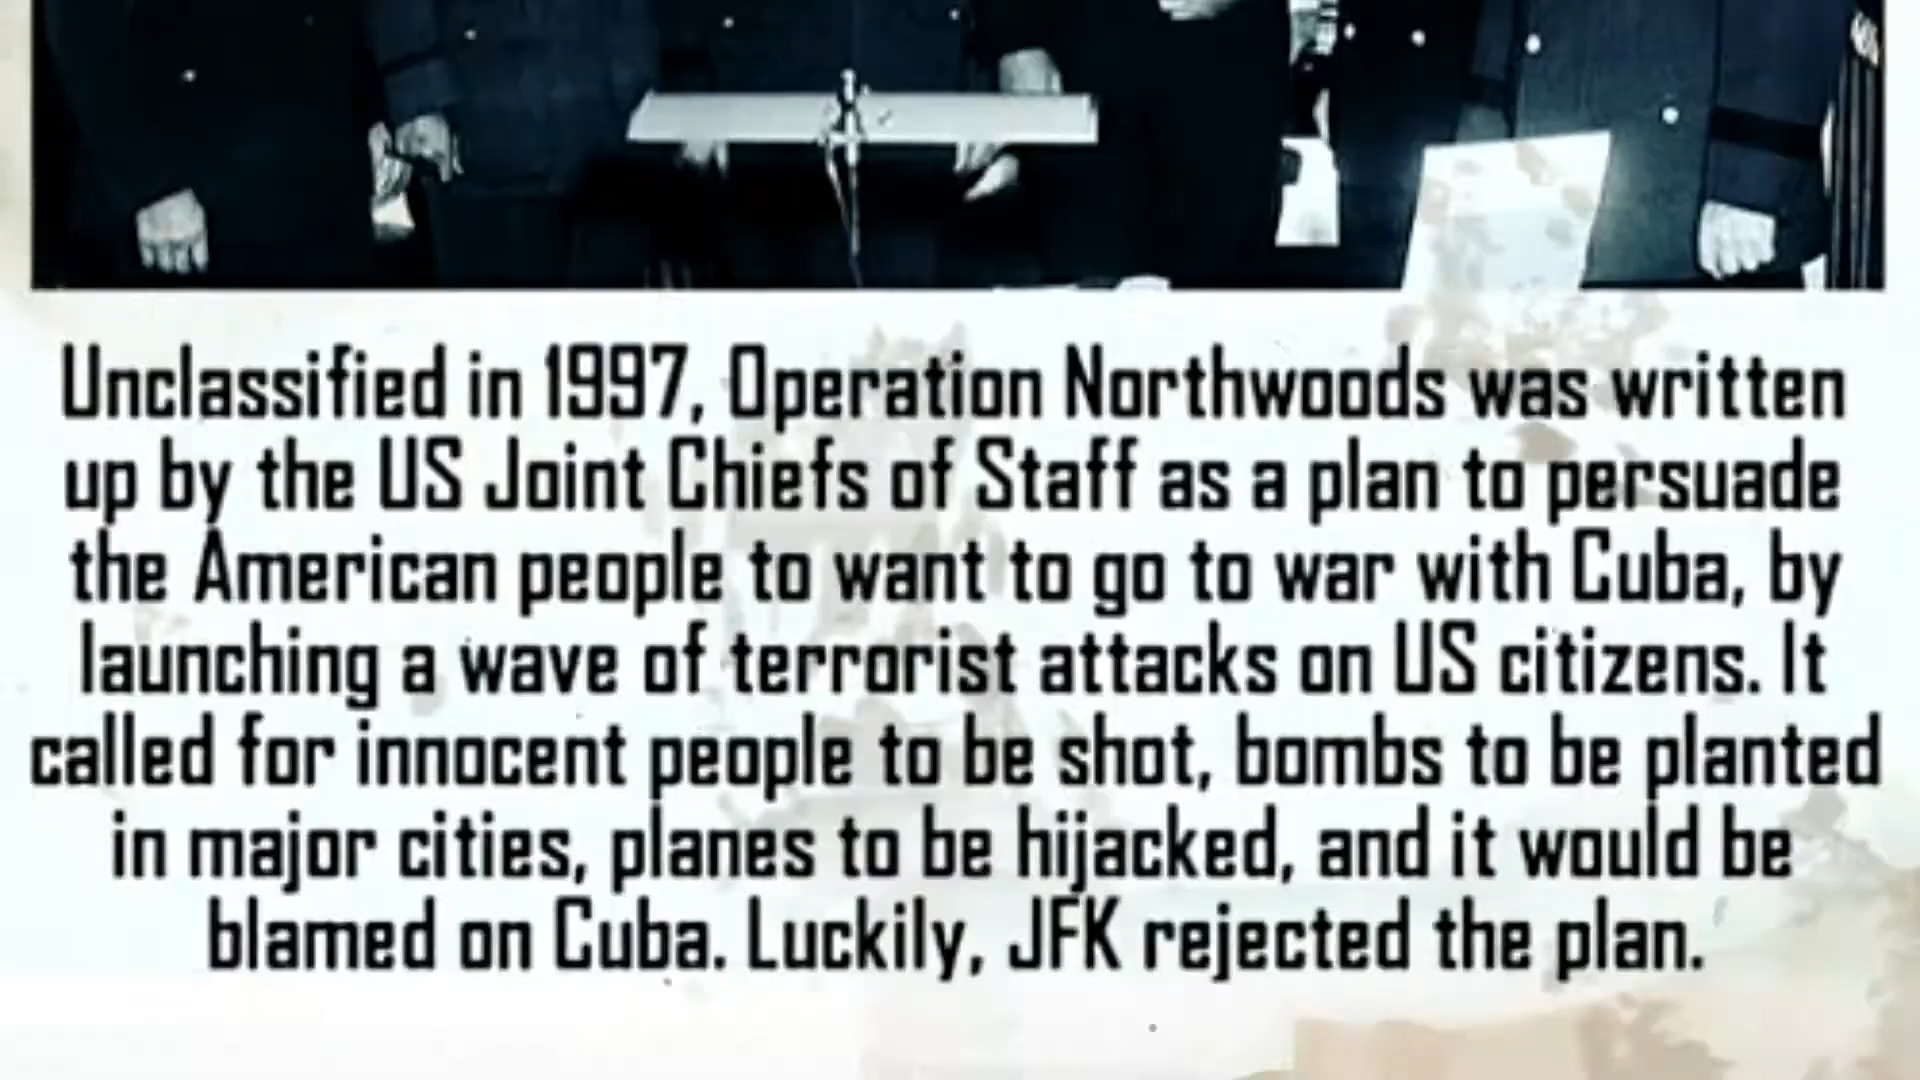 Unclassified in 1997, Operation Northwoods was written
up by the US Joint Chiefs of Staff as a plan to persuade
the American people to want to go to war with Cuba, by
launching a wave of terrorist attacks on US citizens. It
called for innocent people to be shot, bombs to be planted
in major cities, planes to be hijacked, and it would be
blamed on Cuba. Luckily, JFK rejected the plan.